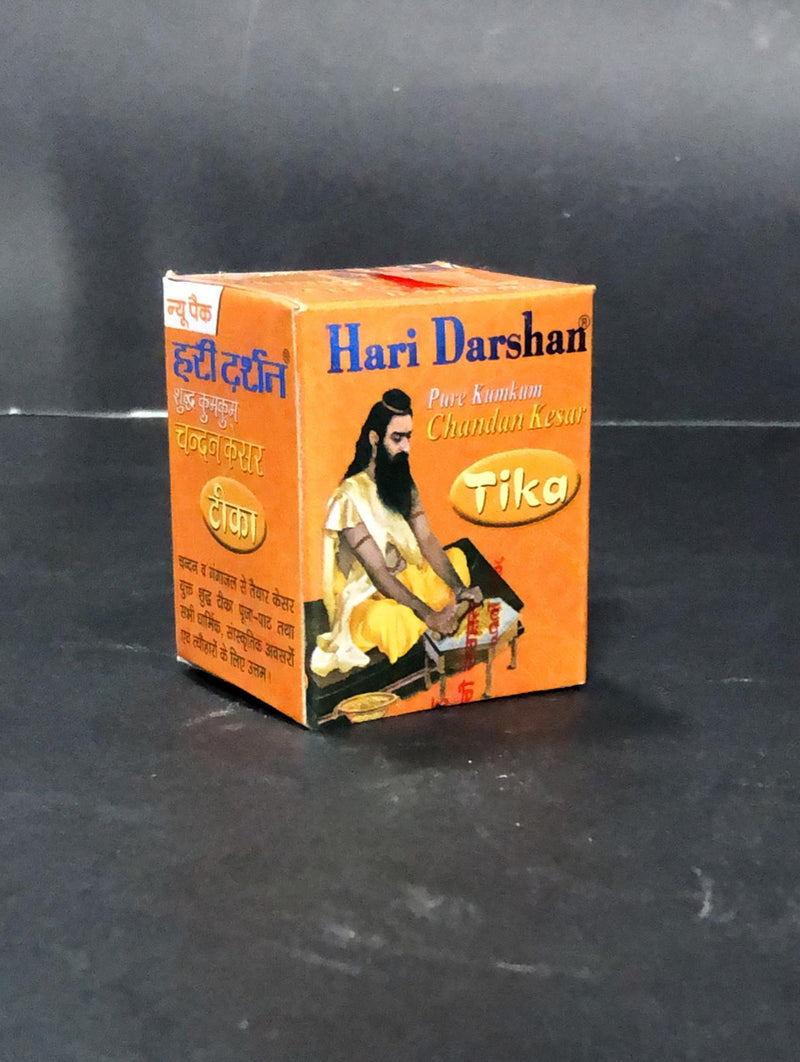 न्यू पैक
हरी दर्शन®
शुद्ध कुमकुम
चन्दन केसर
टीका
चन्दन व गंगाजल से तैयार केसर
युक्त शुद्ध टीका पूजा-पाठ तथा
सभी धार्मिक, सांस्कृतिक अवसरों
एवं त्यौहारों के लिए उत्तम।
Hari Darshan®
Pure Kumkum
Chandan Kesar
Tika